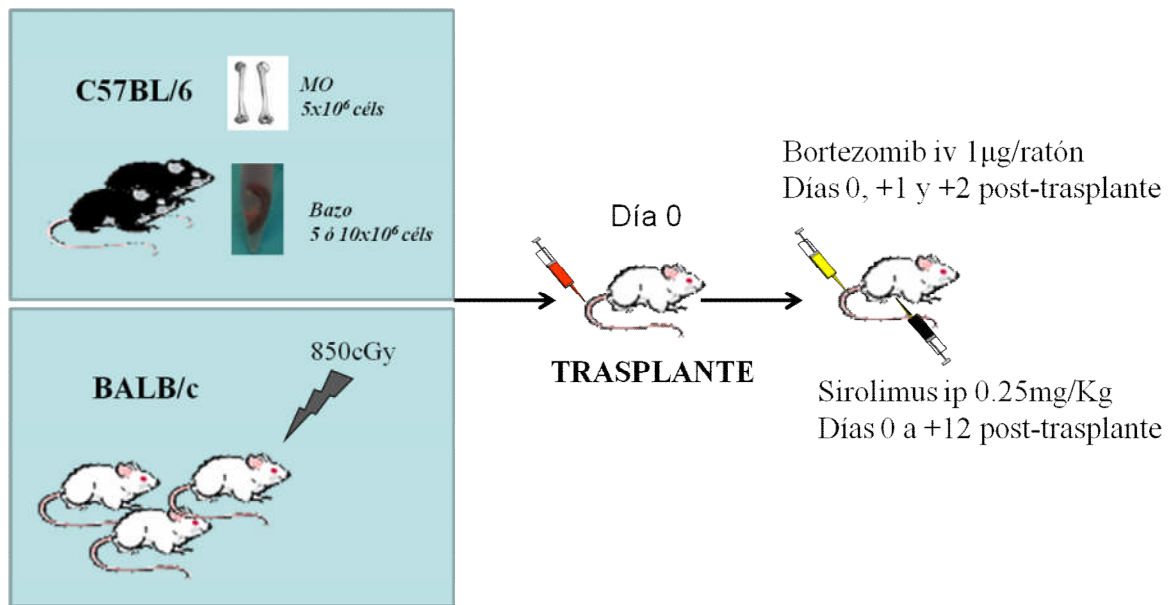 C57BL/6
MO
5x10⁶ céls
Bazo
5 ó 10x10⁶ céls
BALB/c
850cGy
Día 0
TRASPLANTE
Bortezomib iv 1μg/ratón
Días 0, +1 y +2 post-trasplante
Sirolimus ip 0.25mg/Kg
Días 0 a +12 post-trasplante